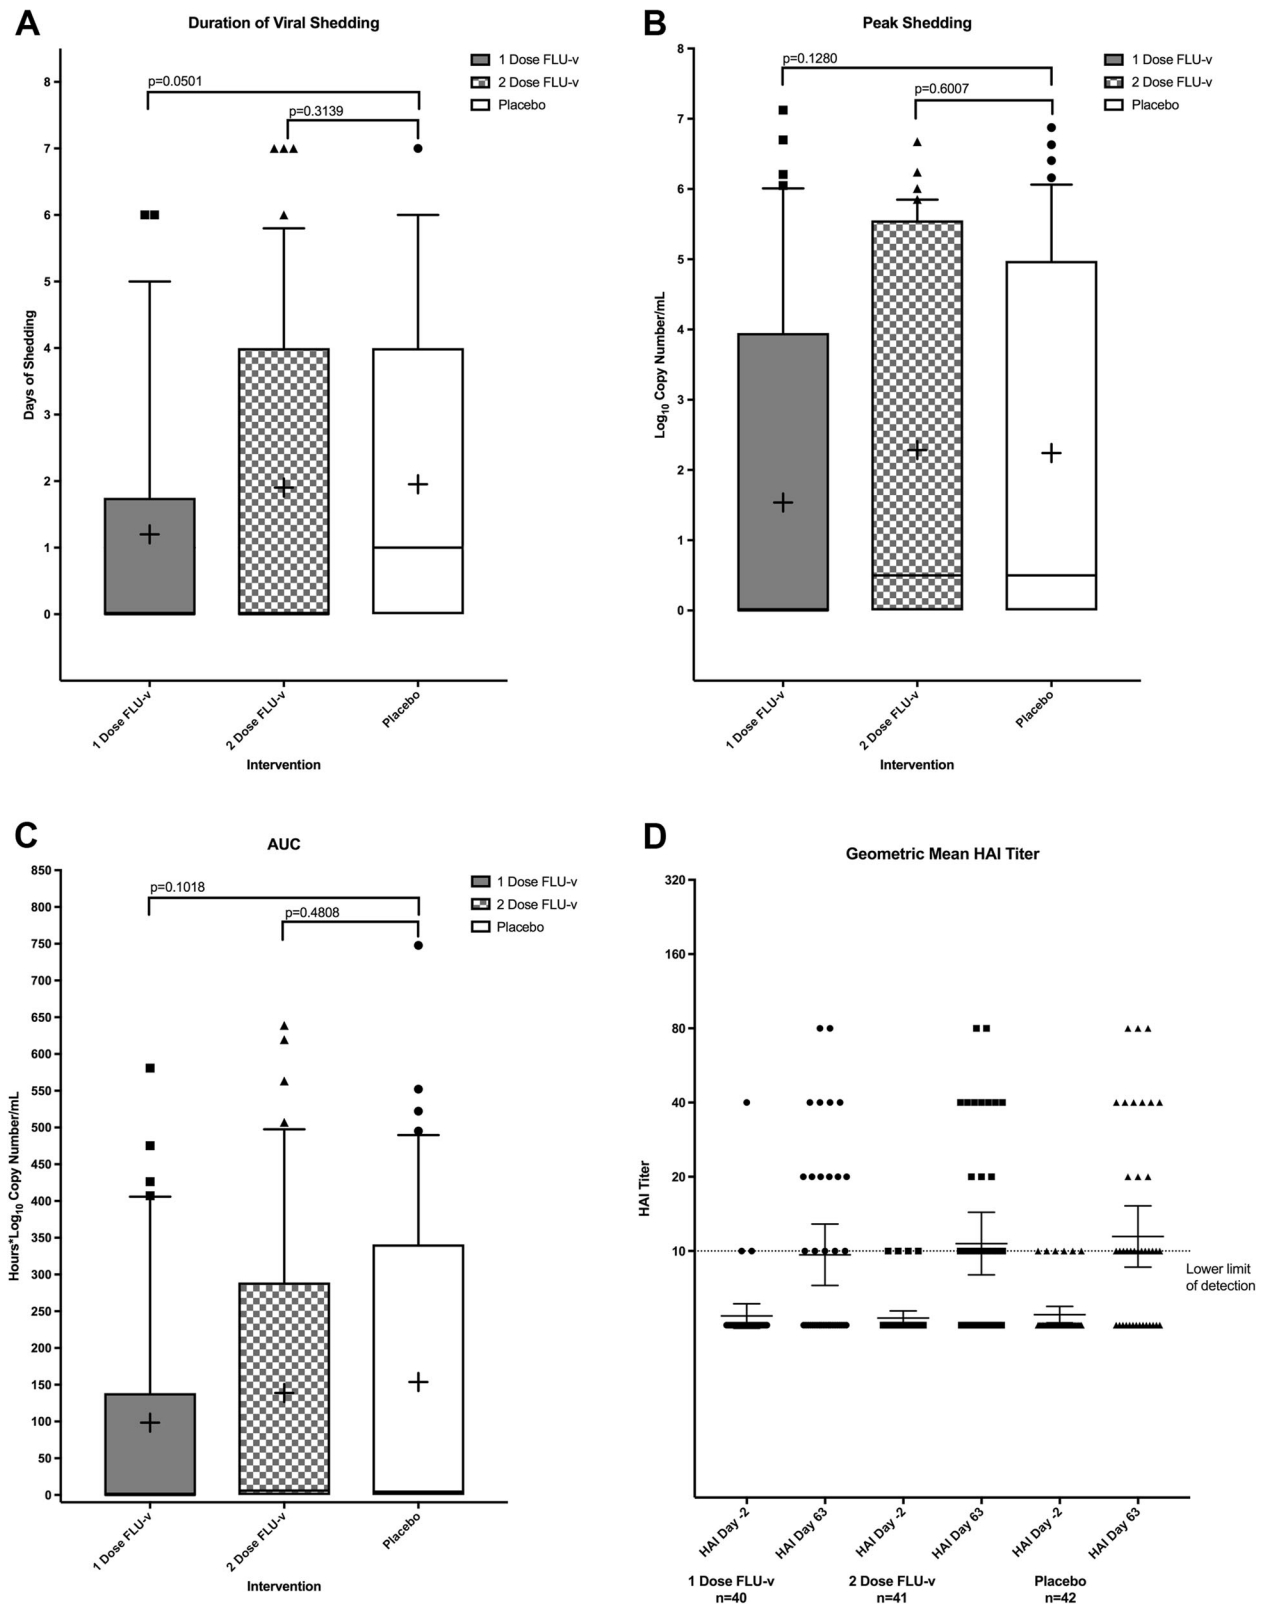 A
Duration of Viral Shedding
1 Dose FLU-v
2 Dose FLU-v
Placebo
p=0.0501
p=0.3139
8
7
6
5
4
3
2
1
0
Days of Shedding
1 Dose FLU-v
2 Dose FLU-v
Placebo
Intervention
B
Peak Shedding
1 Dose FLU-v
2 Dose FLU-v
Placebo
p=0.1280
p=0.6007
8
7
6
5
4
3
2
1
0
Log10 Copy Number/mL
1 Dose FLU-v
2 Dose FLU-v
Placebo
Intervention
C
AUC
1 Dose FLU-v
2 Dose FLU-v
Placebo
p=0.1018
p=0.4808
850
800
750
700
650
600
550
500
450
400
350
300
250
200
150
100
50
0
Hours*Log10 Copy Number/mL
1 Dose FLU-v
2 Dose FLU-v
Placebo
Intervention
D
Geometric Mean HAI Titer
320
160
80
40
20
10
HAI Titer
Lower limit
of detection
HAI Day -2
HAI Day 63
HAI Day -2
HAI Day 63
HAI Day -2
HAI Day 63
1 Dose FLU-v
n=40
2 Dose FLU-v
n=41
Placebo
n=42